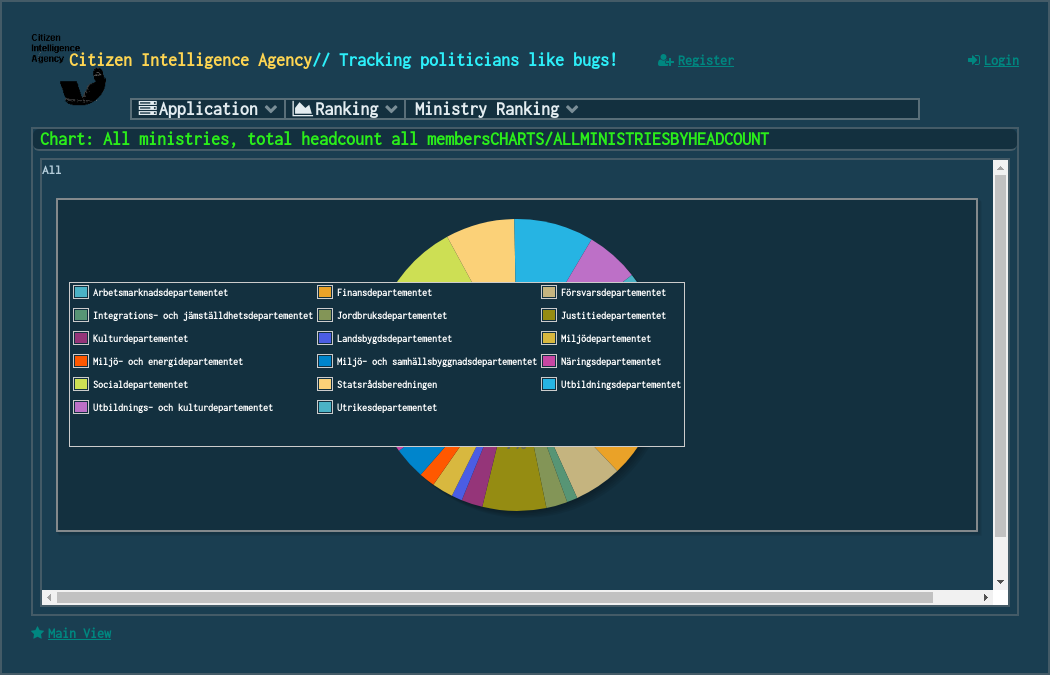 Citizen
Intelligence
Agency
Citizen Intelligence Agency// Tracking politicians like bugs!
Register
Login
Application
Ranking
Ministry Ranking
Chart: All ministries, total headcount all membersCHARTS/ALLMINISTRIESBYHEADCOUNT
All
Arbetsmarknadsdepartementet
Finansdepartementet
Försvarsdepartementet
Integrations- och jämställdhetsdepartementet
Jordbruksdepartementet
Justitiedepartementet
Kulturdepartementet
Landsbygdsdepartementet
Miljödepartementet
Miljö- och energidepartementet
Miljö- och samhällsbyggnadsdepartementet
Näringsdepartementet
Socialdepartementet
Statsrådsberedningen
Utbildningsdepartementet
Utbildnings- och kulturdepartementet
Utrikesdepartementet
Main View